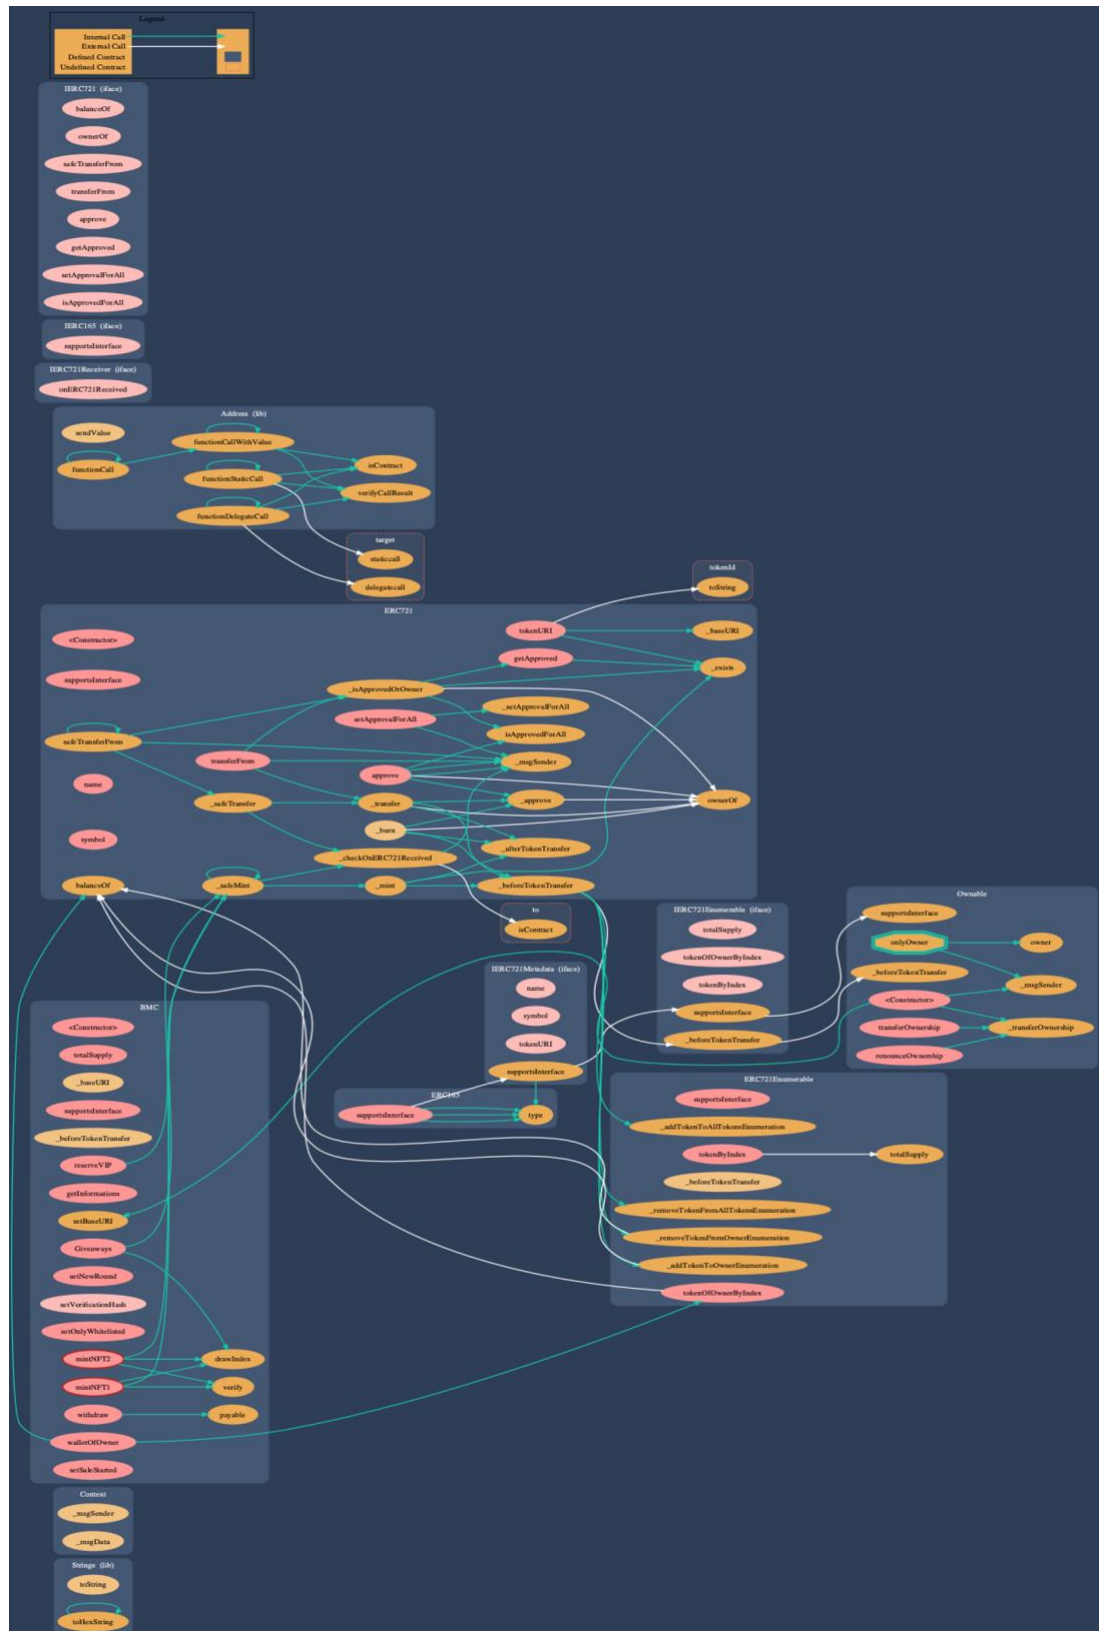 Legend
Internal Call
External Call
Defined Contract
Undefined Contract
IERC721 (iface)
balanceOf
ownerOf
safeTransferFrom
transferFrom
approve
getApproved
setApprovalForAll
isApprovedForAll
IERC165 (iface)
supportsInterface
IERC721Receiver (iface)
onERC721Received
Address (lib)
sendValue
functionCall
functionCallWithValue
functionStaticCall
functionDelegateCall
isContract
verifyCallResult
target
staticcall
delegatecall
tokenId
toString
ERC721
<Constructor>
supportsInterface
safeTransferFrom
name
symbol
balanceOf
transferFrom
_safeTransfer
_safeMint
_isApprovedOrOwner
setApprovalForAll
approve
_transfer
_burn
_checkOnERC721Received
_mint
tokenURI
getApproved
_setApprovalForAll
isApprovedForAll
_msgSender
_approve
_afterTokenTransfer
_beforeTokenTransfer
_baseURI
_exists
ownerOf
to
isContract
IERC721Enumerable (iface)
totalSupply
tokenOfOwnerByIndex
tokenByIndex
supportsInterface
_beforeTokenTransfer
Ownable
supportsInterface
onlyOwner
_beforeTokenTransfer
<Constructor>
transferOwnership
renounceOwnership
owner
_msgSender
_transferOwnership
IERC721Metadata (iface)
name
symbol
tokenURI
supportsInterface
ERC165
supportsInterface
type
ERC721Enumerable
supportsInterface
_addTokenToAllTokensEnumeration
tokenByIndex
totalSupply
_beforeTokenTransfer
_removeTokenFromAllTokensEnumeration
_removeTokenFromOwnerEnumeration
_addTokenToOwnerEnumeration
tokenOfOwnerByIndex
BMC
<Constructor>
totalSupply
_baseURI
supportsInterface
_beforeTokenTransfer
reserveVIP
getInformations
setBaseURI
Giveaways
setNewRound
setVerificationHash
setOnlyWhitelisted
mintNFT2
mintNFT1
withdraw
walletOfOwner
setSaleStarted
drawIndex
verify
payable
Context
_msgSender
_msgData
Strings (lib)
toString
toHexString